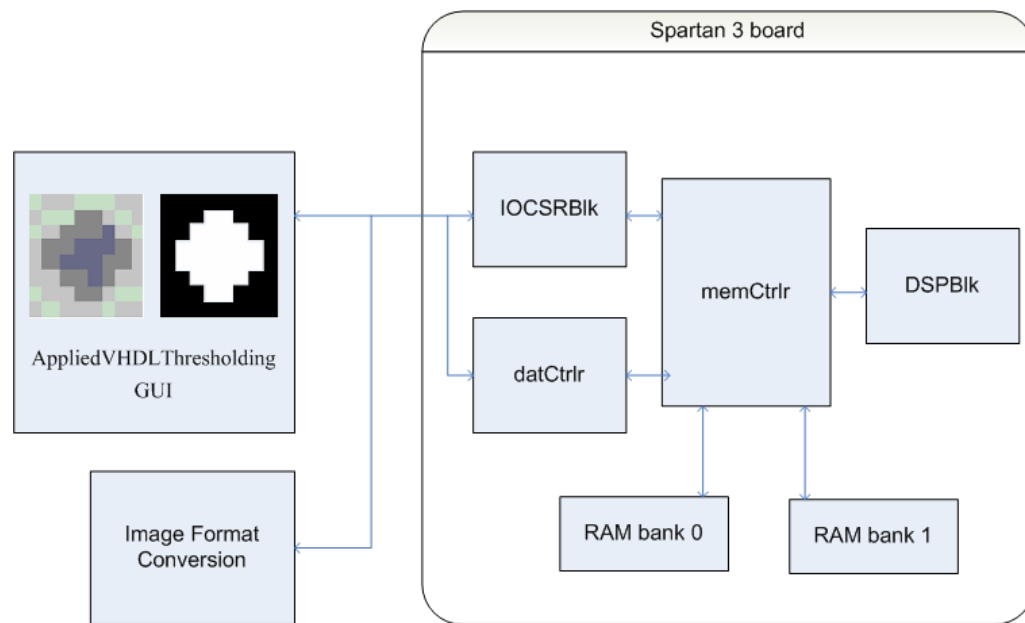 Spartan 3 board
IOCSRBlk
memCtrlr
DSPBlk
AppliedVHDLThresholding
GUI
datCtrlr
Image Format
Conversion
RAM bank 0
RAM bank 1